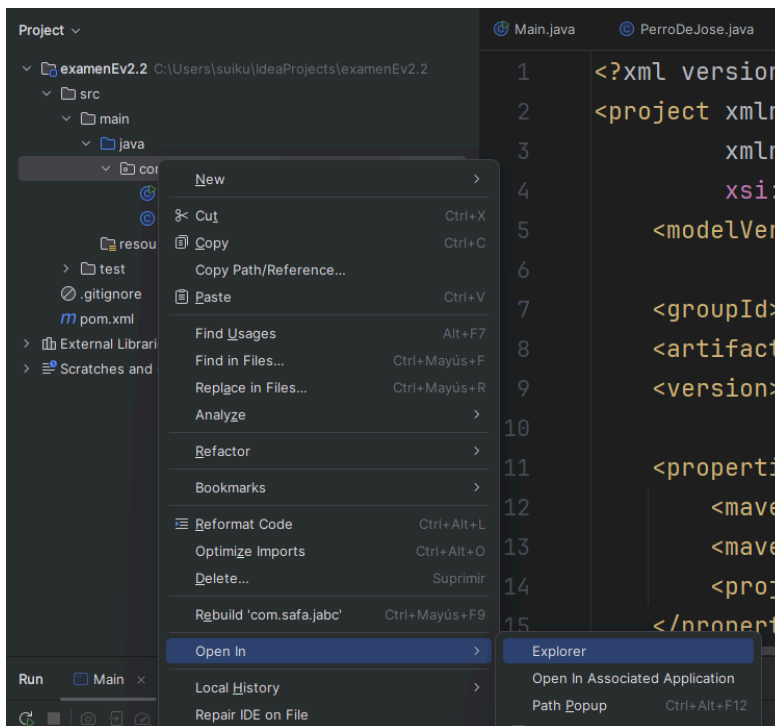 Project
Main.java
PerroDeJose.java
examenEv2.2 C:\Users\suiku\IdeaProjects\examenEv2.2
src
main
java
resou
test
.gitignore
m pom.xml
External Librari
Scratches and
New
Cut Ctrl+X
Copy Ctrl+C
Copy Path/Reference...
Paste Ctrl+V
Find Usages Alt+F7
Find in Files... Ctrl+Mayús+F
Replace in Files... Ctrl+Mayús+R
Analyze
Refactor
Bookmarks
Reformat Code Ctrl+Alt+L
Optimize Imports Ctrl+Alt+O
Delete... Suprimir
Rebuild 'com.safa.jabc' Ctrl+Mayús+F9
Open In
Local History
Repair IDE on File
Explorer
Open In Associated Application
Path Popup Ctrl+Alt+F12
1 <?xml version
2 <project xmln
3 xmln
4 xsi:
5 <modelVer
6
7 <groupId>
8 <artifact
9 <version>
10
11 <properti
12 <mave
13 <mave
14 <proj
15 </propert
Run
Main